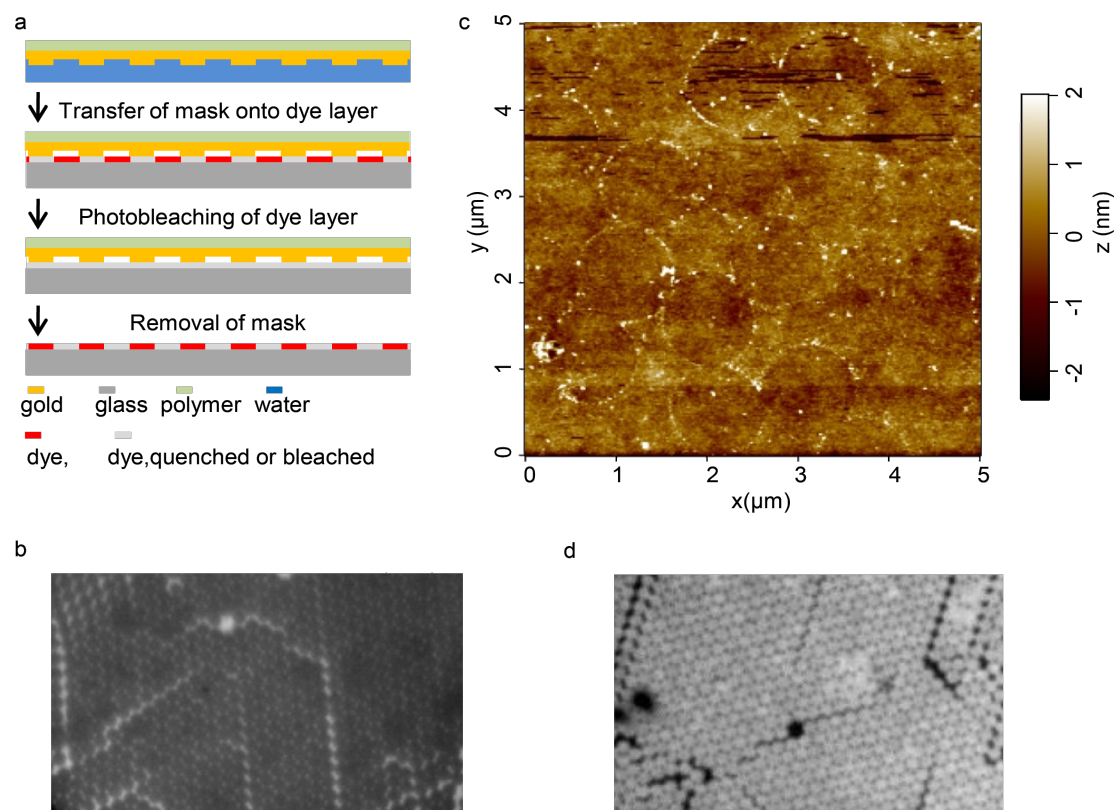 a
Transfer of mask onto dye layer
Photobleaching of dye layer
Removal of mask
gold glass polymer water
dye, dye,quenched or bleached
c
5
4
3
2
1
0
y (µm)
0 1 2 3 4 5
x(µm)
2
1
0
-1
-2
z (nm)
b
d